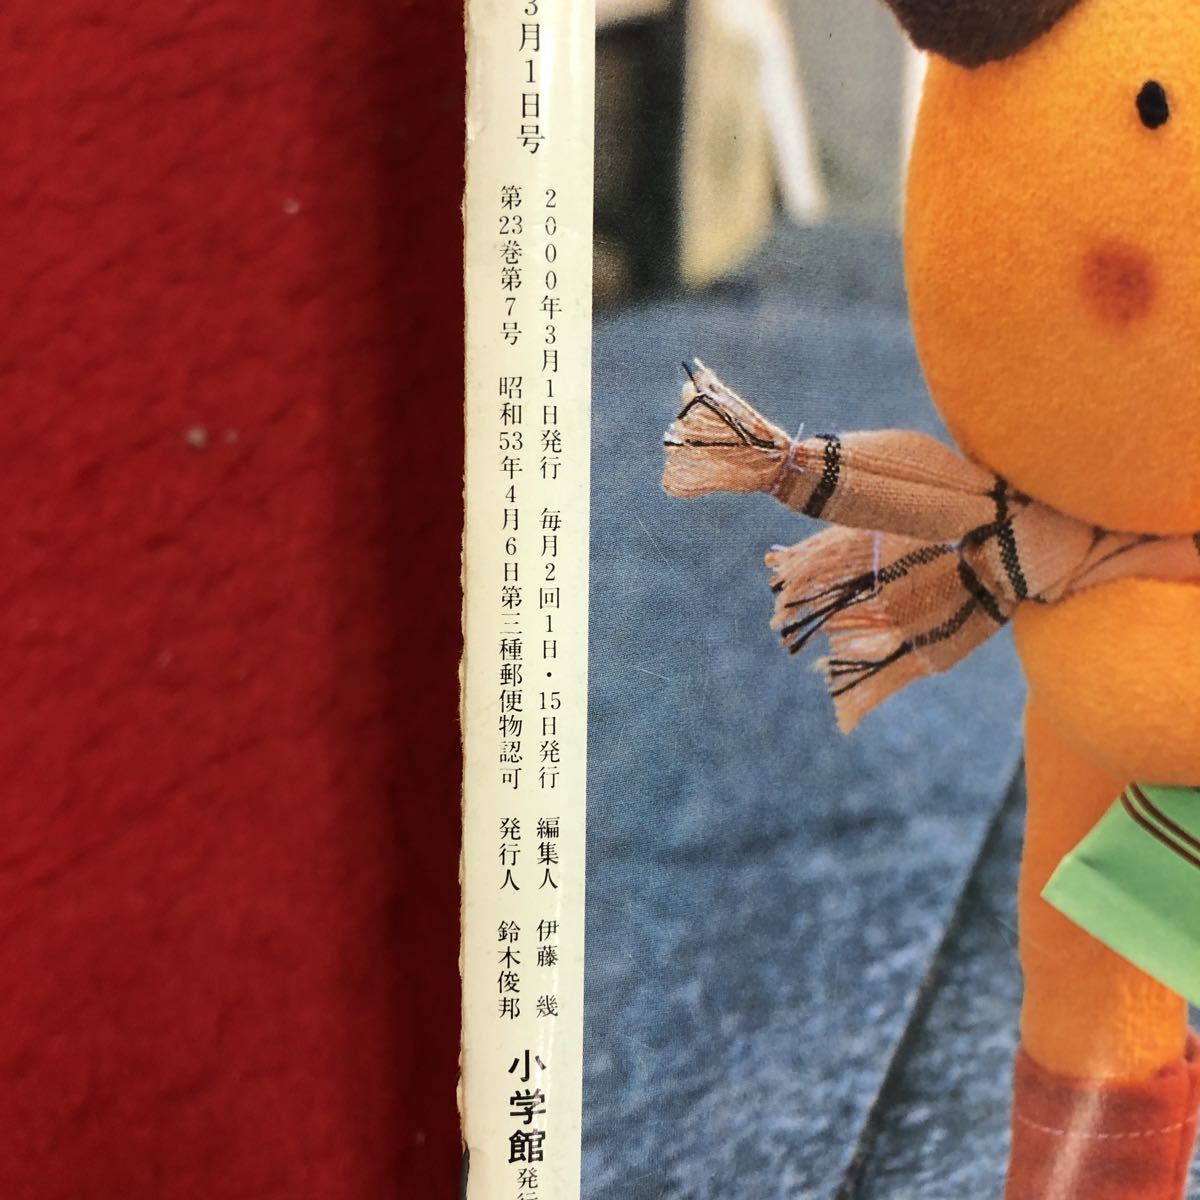 3月1日号
2000年3月1日発行 毎月2回1日・15日発行 編集人 伊藤 幾
第23巻第7号 昭和53年4月6日第三種郵便物認可 発行人 鈴木俊邦
小学館
発行